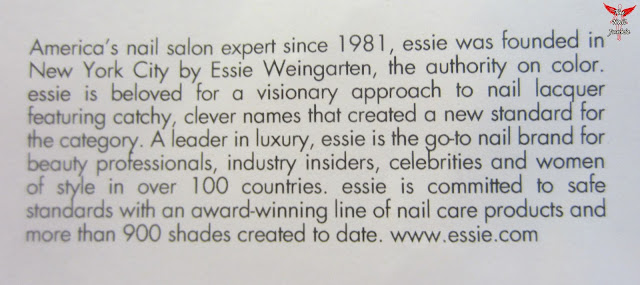 America's nail salon expert since 1981, essie was founded in
New York City by Essie Weingarten, the authority on color.
essie is beloved for a visionary approach to nail lacquer
featuring catchy, clever names that created a new standard for
the category. A leader in luxury, essie is the go-to nail brand for
beauty professionals, industry insiders, celebrities and women
of style in over 100 countries. essie is committed to safe
standards with an award-winning line of nail care products and
more than 900 shades created to date. www.essie.com